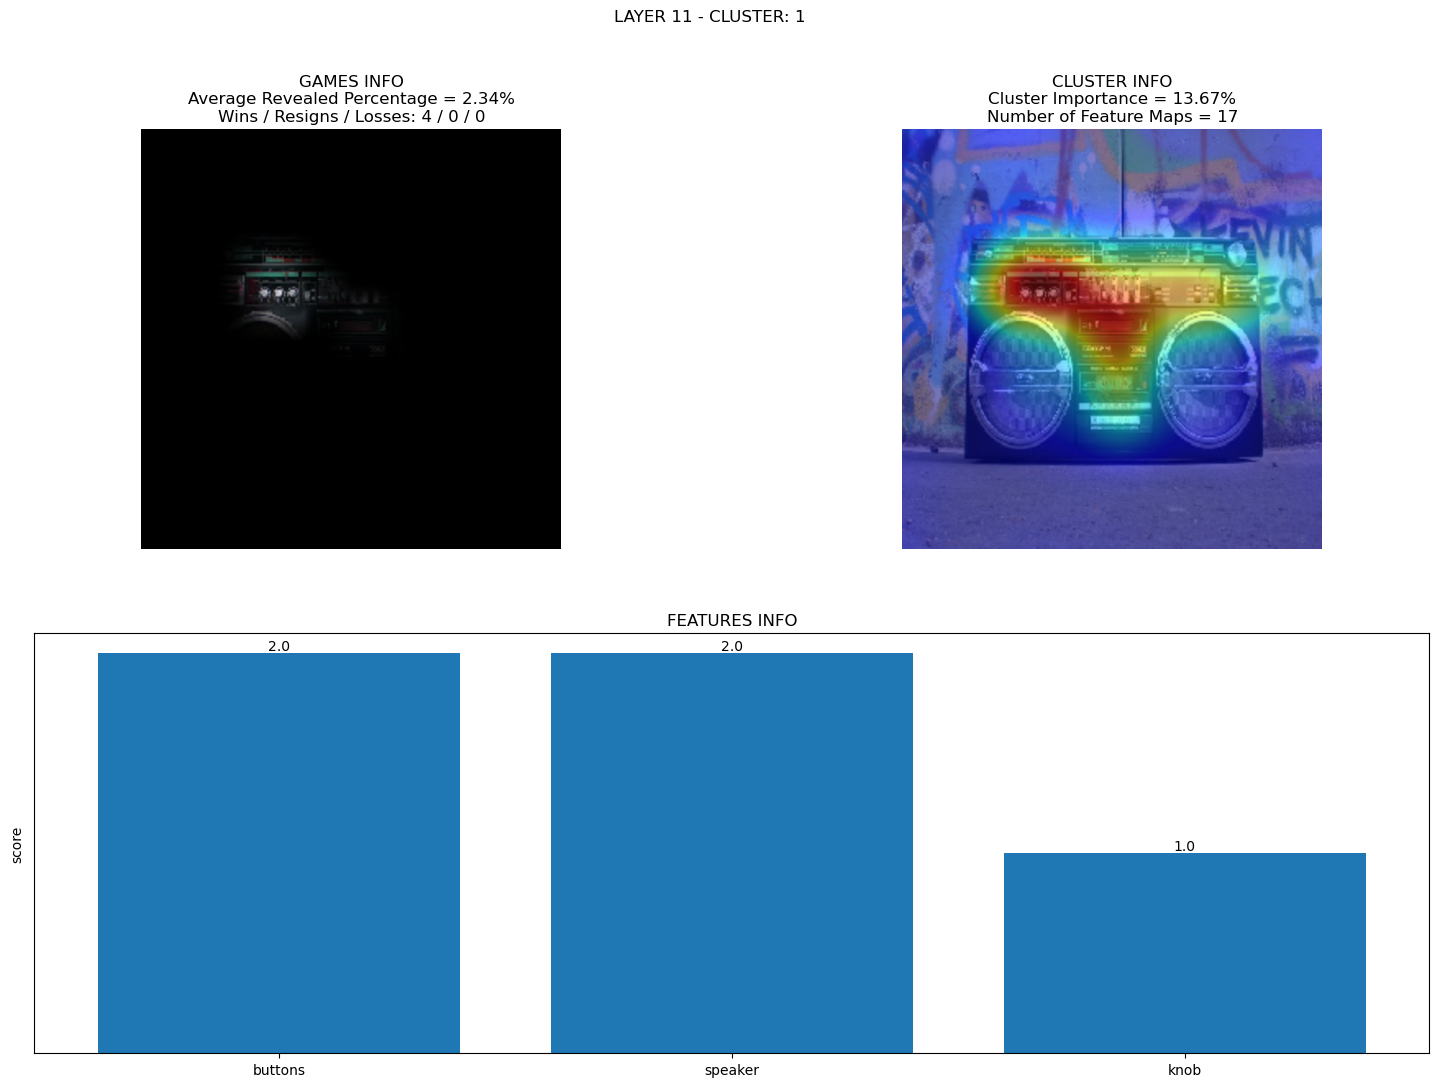 LAYER 11 - CLUSTER: 1
GAMES INFO
Average Revealed Percentage = 2.34%
Wins / Resigns / Losses: 4 / 0 / 0
CLUSTER INFO
Cluster Importance = 13.67%
Number of Feature Maps = 17
EVIN
ECH
FEATURES INFO
score
2.0
2.0
1.0
buttons
speaker
knob